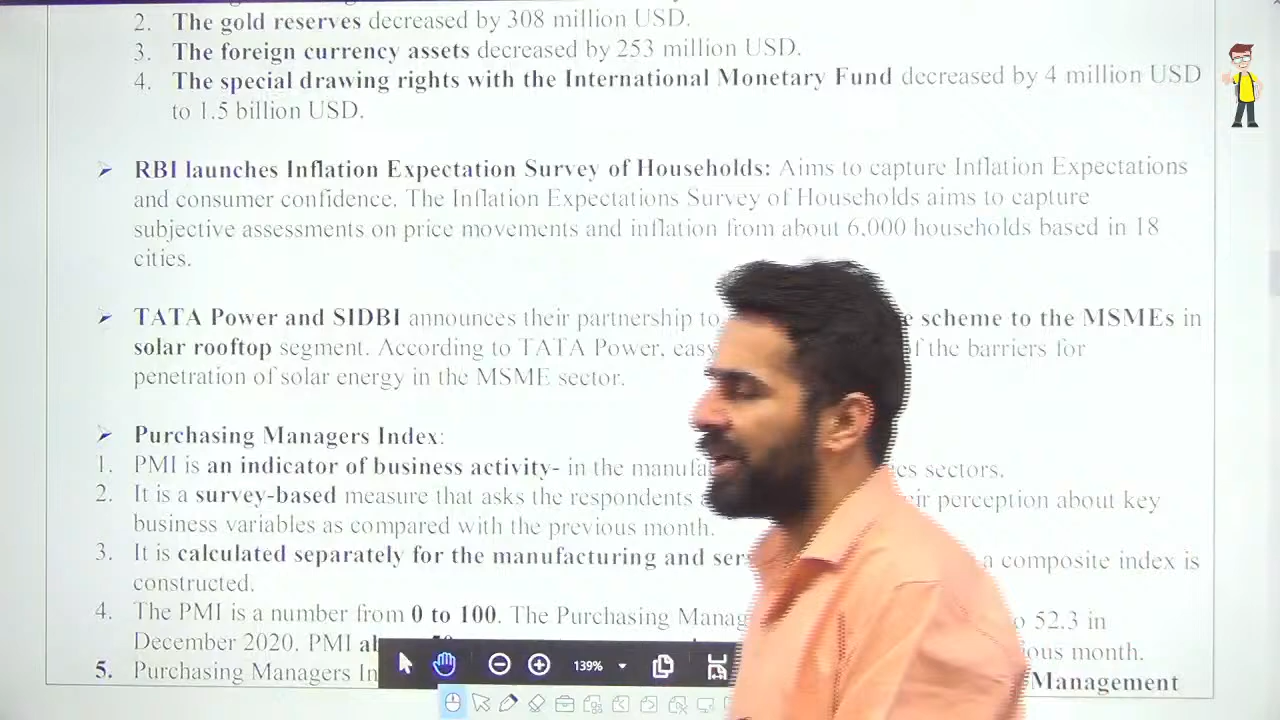 2. The gold reserves decreased by 308 million USD.
3. The foreign currency assets decreased by 253 million USD.
4. The special drawing rights with the International Monetary Fund decreased by 4 million USD
to 1.5 billion USD.
➢ RBI launches Inflation Expectation Survey of Households: Aims to capture Inflation Expectations
and consumer confidence. The Inflation Expectations Survey of Households aims to capture
subjective assessments on price movements and inflation from about 6,000 households based in 18
cities.
➢ TATA Power and SIDBI announces their partnership to scheme to the MSMEs in
solar rooftop segment. According to TATA Power, easy of the barriers for
penetration of solar energy in the MSME sector.
➢ Purchasing Managers Index:
1. PMI is an indicator of business activity- in the sectors.
2. It is a survey-based measure that asks the respondents perception about key
business variables as compared with the previous month.
3. It is calculated separately for the manufacturing and a composite index is
constructed.
4. The PMI is a number from 0 to 100. The Purchasing 52.3 in
December 2020. PMI month.
5. Purchasing Managers Management
139%